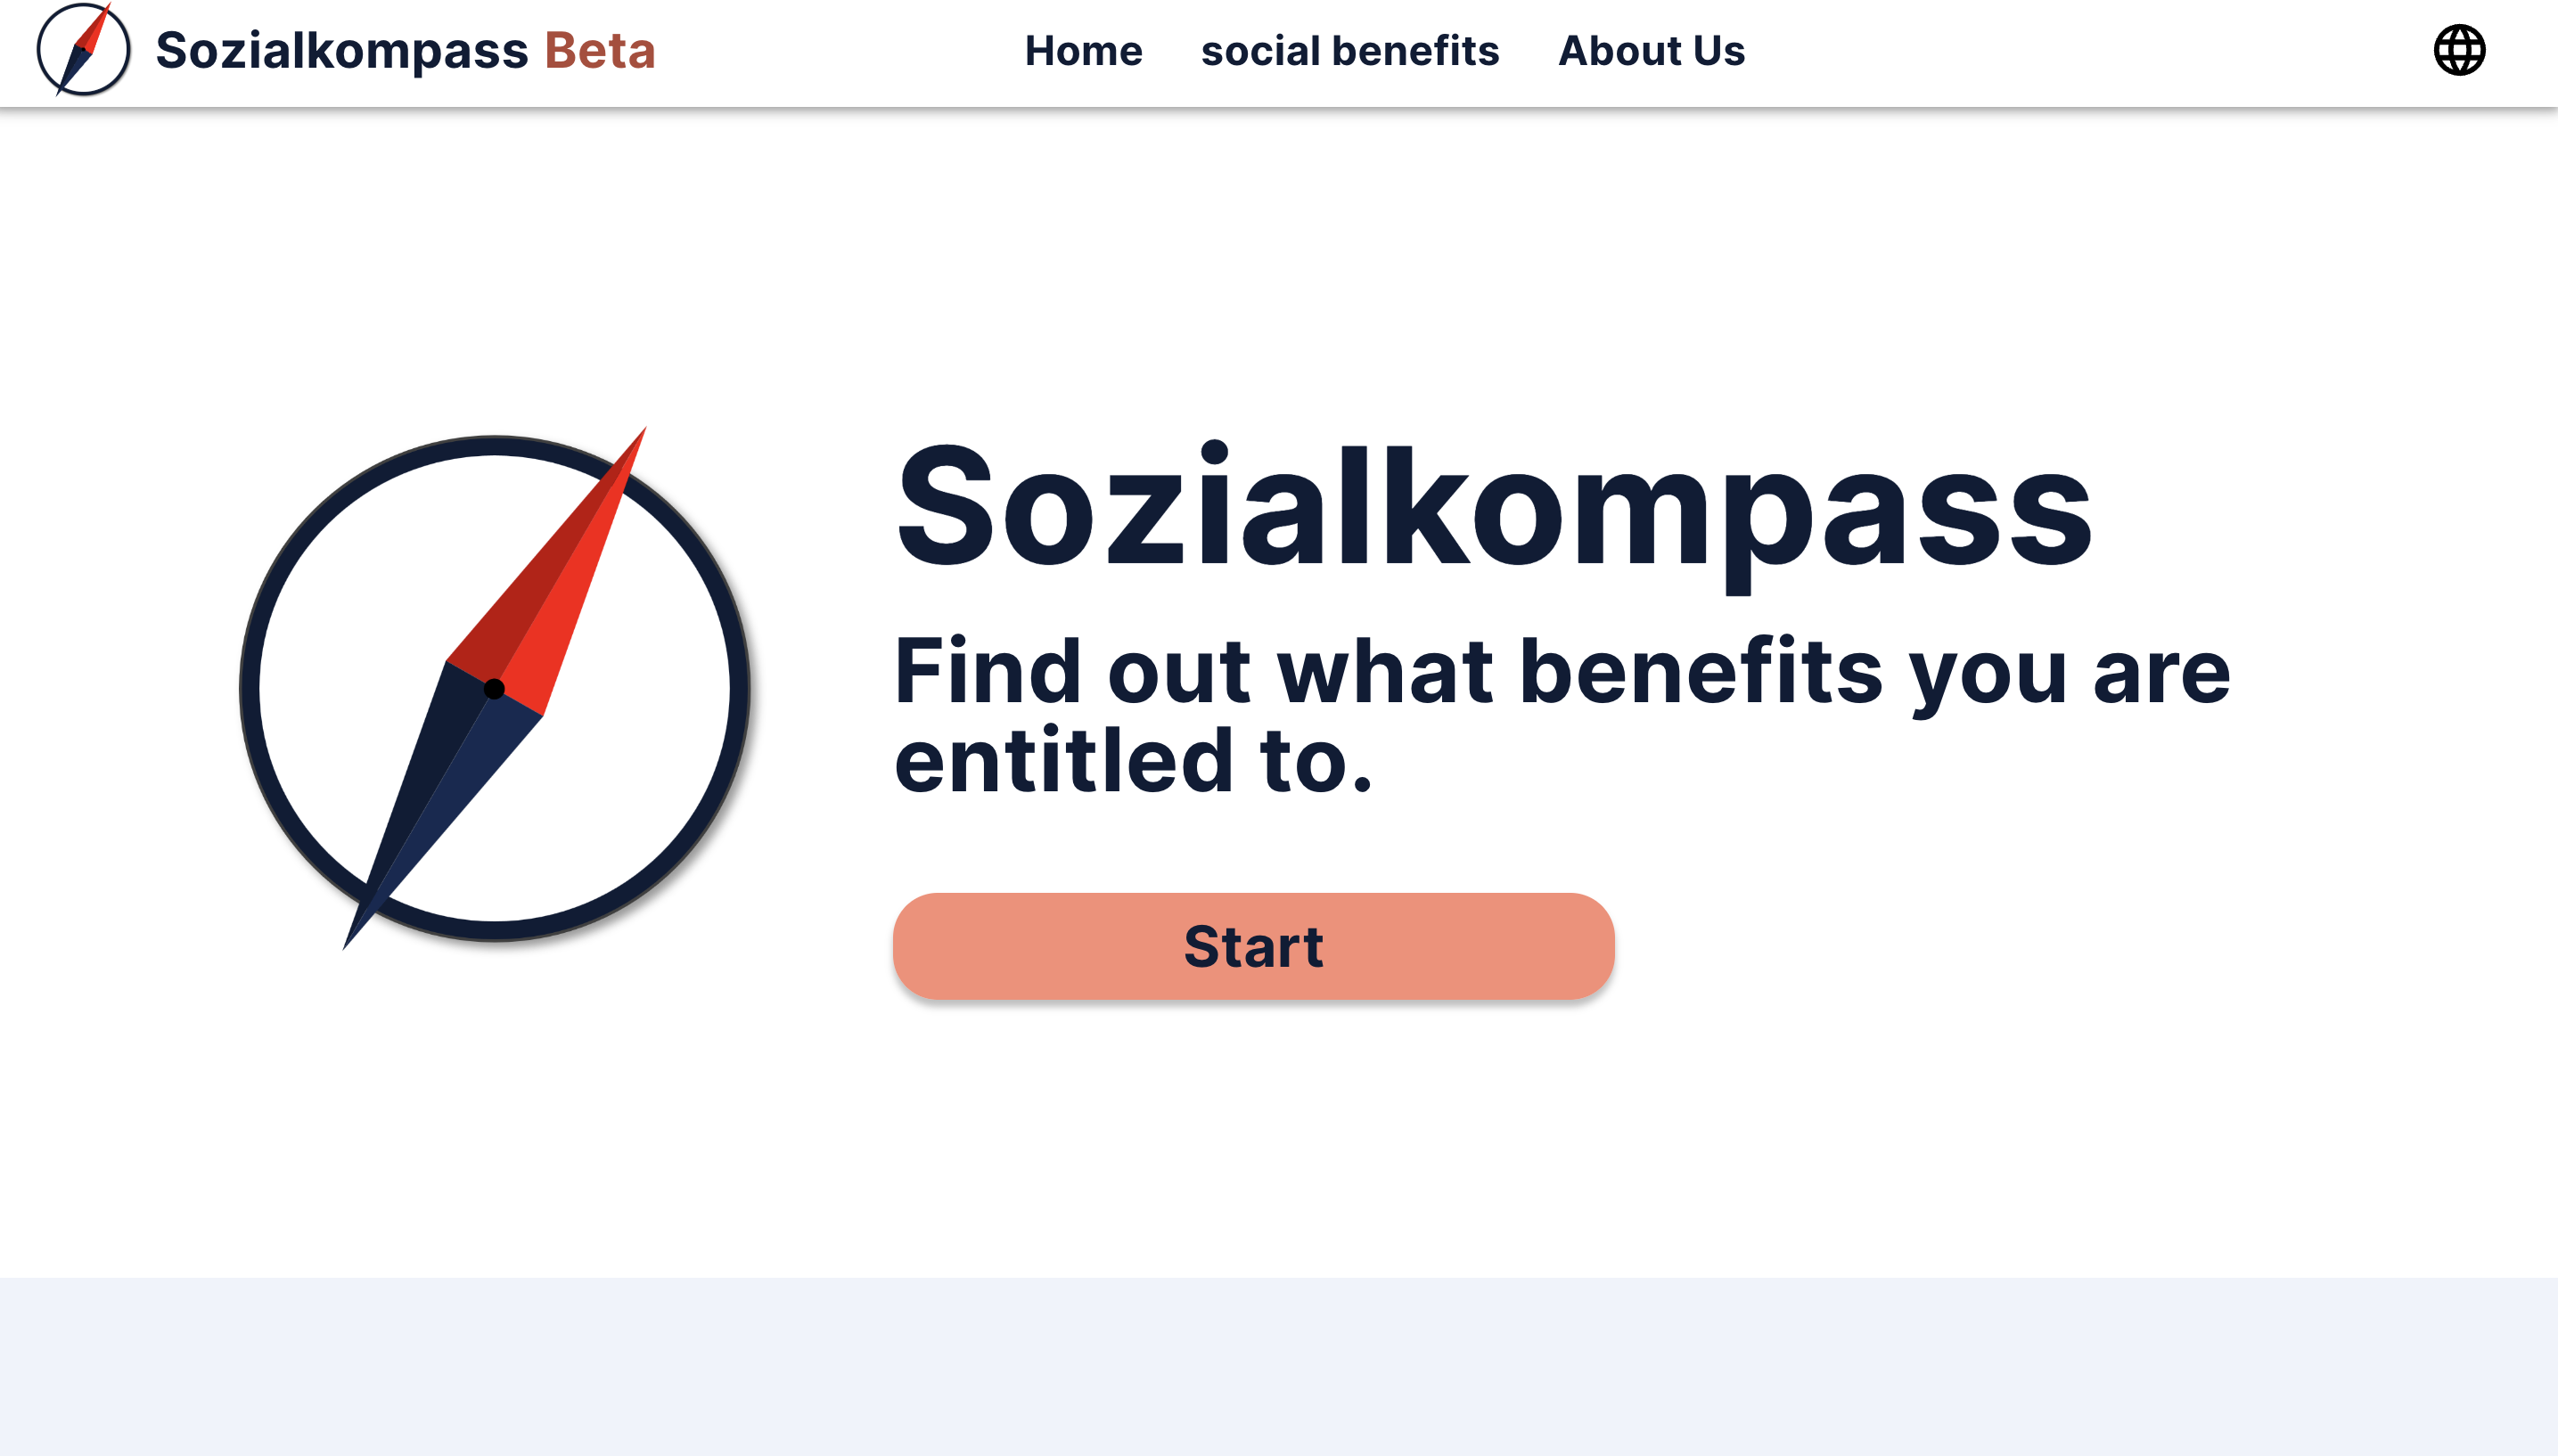 Sozialkompass Beta
Home social benefits About Us
Sozialkompass
Find out what benefits you are
entitled to.
Start